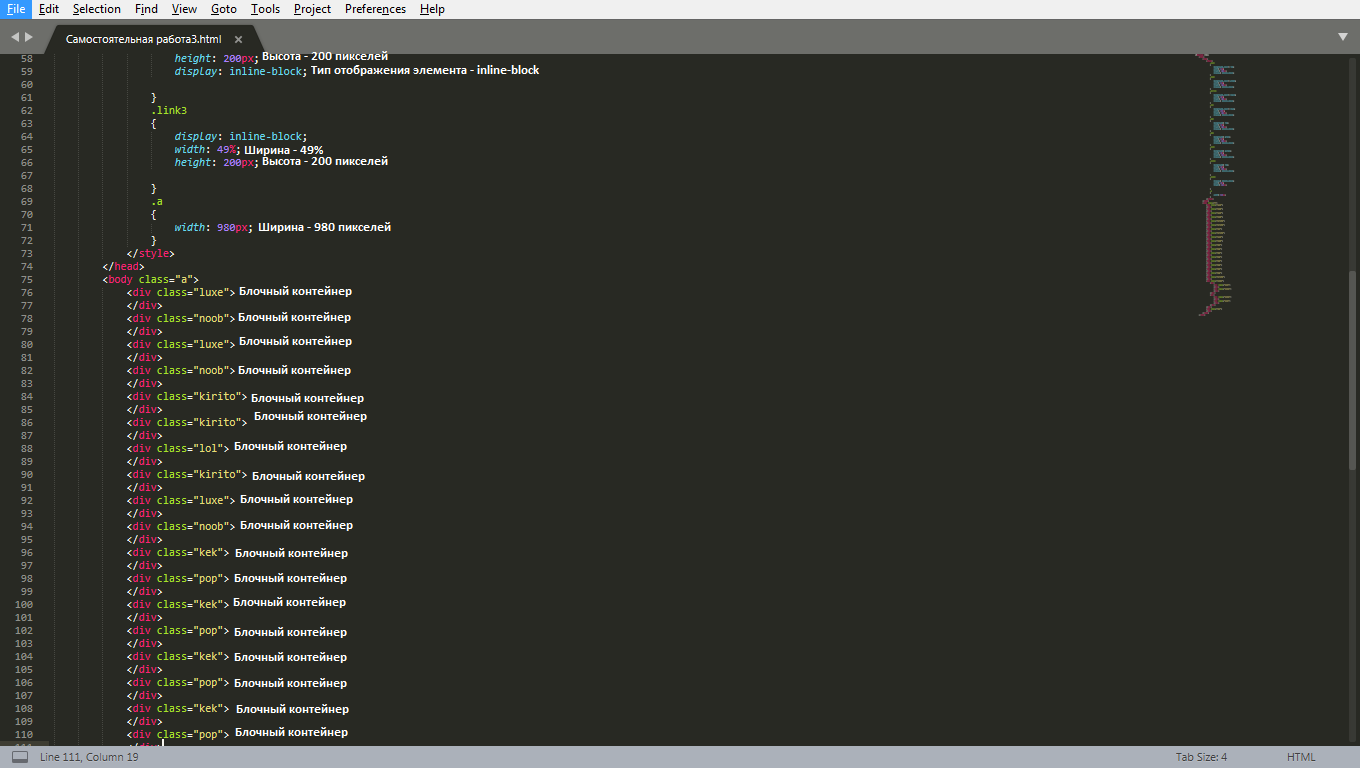 File Edit Selection Find View Goto Tools Project Preferences Help
Самостоятельная работа3.html ×
58 height: 200px; Высота - 200 пикселей
59 display: inline-block; Тип отображения элемента - inline-block
60
61 }
62 .link3
63 {
64 display: inline-block;
65 width: 49%; Ширина - 49%
66 height: 200px; Высота - 200 пикселей
67
68 }
69 .a
70 {
71 width: 980px; Ширина - 980 пикселей
72 }
73 </style>
74 </head>
75 <body class="a">
76 <div class="luxe"> Блочный контейнер
77 </div>
78 <div class="noob"> Блочный контейнер
79 </div>
80 <div class="luxe"> Блочный контейнер
81 </div>
82 <div class="noob"> Блочный контейнер
83 </div>
84 <div class="kirito"> Блочный контейнер
85 </div>
86 <div class="kirito"> Блочный контейнер
87 </div>
88 <div class="lol"> Блочный контейнер
89 </div>
90 <div class="kirito"> Блочный контейнер
91 </div>
92 <div class="luxe"> Блочный контейнер
93 </div>
94 <div class="noob"> Блочный контейнер
95 </div>
96 <div class="kek"> Блочный контейнер
97 </div>
98 <div class="pop"> Блочный контейнер
99 </div>
100 <div class="kek"> Блочный контейнер
101 </div>
102 <div class="pop"> Блочный контейнер
103 </div>
104 <div class="kek"> Блочный контейнер
105 </div>
106 <div class="pop"> Блочный контейнер
107 </div>
108 <div class="kek"> Блочный контейнер
109 </div>
110 <div class="pop"> Блочный контейнер
Line 111, Column 19 Tab Size: 4 HTML